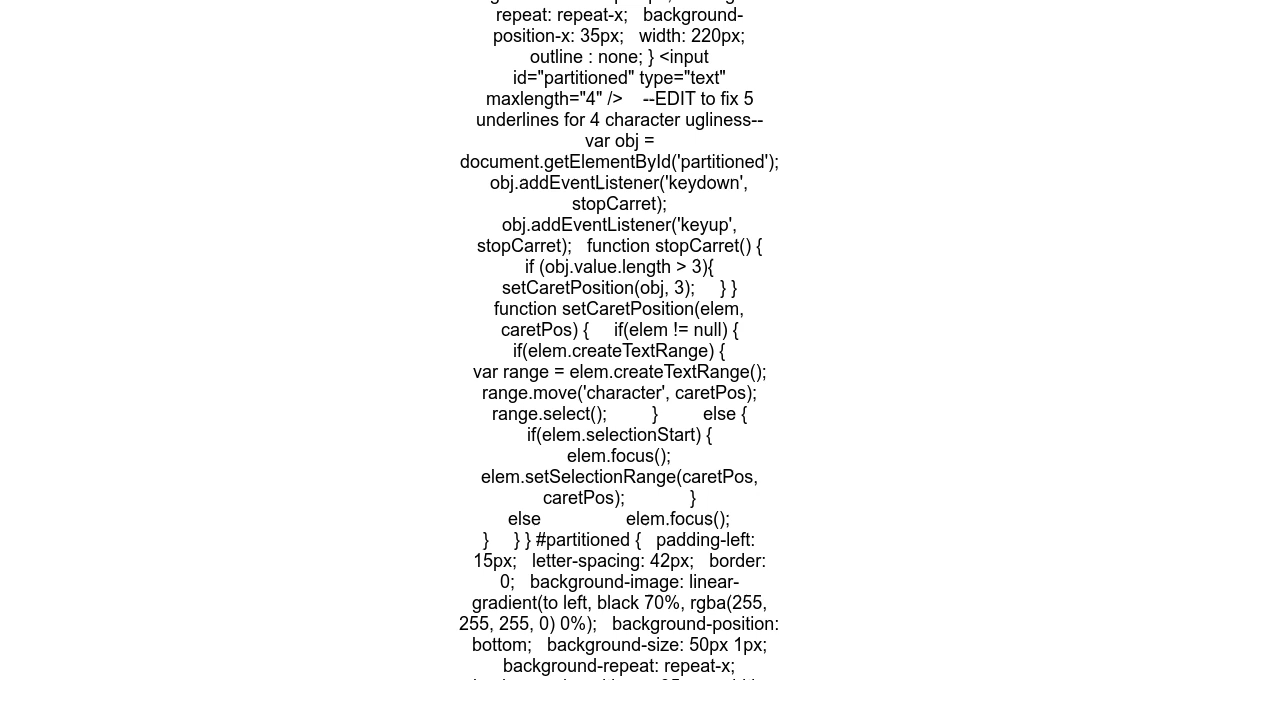 repeat: repeat-x;   background-
position-x: 35px;   width: 220px;
outline : none; } <input
id="partitioned" type="text"
maxlength="4" />    --EDIT to fix 5
underlines for 4 character ugliness--
var obj =
document.getElementById('partitioned');
obj.addEventListener('keydown',
stopCarret);
obj.addEventListener('keyup',
stopCarret);   function stopCarret() {
if (obj.value.length > 3){
setCaretPosition(obj, 3);     } }
function setCaretPosition(elem,
caretPos) {     if(elem != null) {
if(elem.createTextRange) {
var range = elem.createTextRange();
range.move('character', caretPos);
range.select();         }         else {
if(elem.selectionStart) {
elem.focus();
elem.setSelectionRange(caretPos,
caretPos);             }
else                 elem.focus();
}     } } #partitioned {   padding-left:
15px;   letter-spacing: 42px;   border:
0;   background-image: linear-
gradient(to left, black 70%, rgba(255,
255, 255, 0) 0%);   background-position:
bottom;   background-size: 50px 1px;
background-repeat: repeat-x;